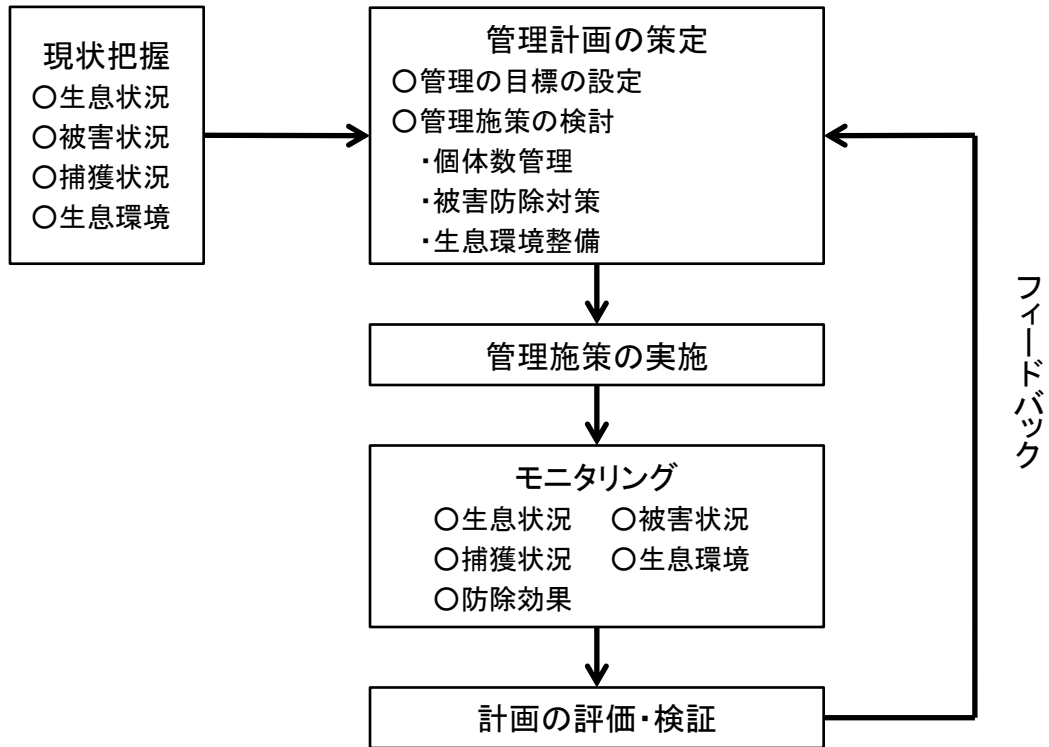 現状把握
○生息状況
○被害状況
○捕獲状況
○生息環境
管理計画の策定
○管理の目標の設定
○管理施策の検討
・個体数管理
・被害防除対策
・生息環境整備
管理施策の実施
モニタリング
○生息状況 ○被害状況
○捕獲状況 ○生息環境
○防除効果
計画の評価・検証
フィードバック